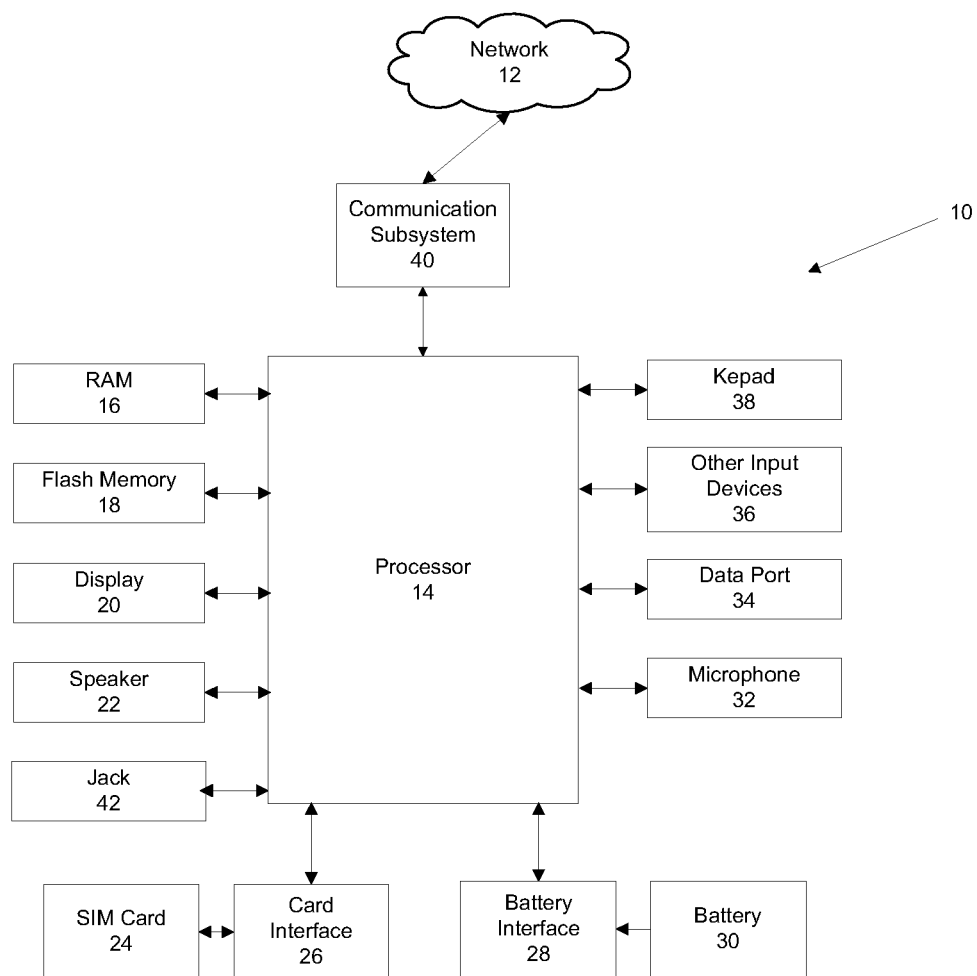 Network
12
Communication
Subsystem
40
10
RAM
16
Flash Memory
18
Display
20
Speaker
22
Jack
42
Processor
14
Kepad
38
Other Input
Devices
36
Data Port
34
Microphone
32
SIM Card
24
Card
Interface
26
Battery
Interface
28
Battery
30